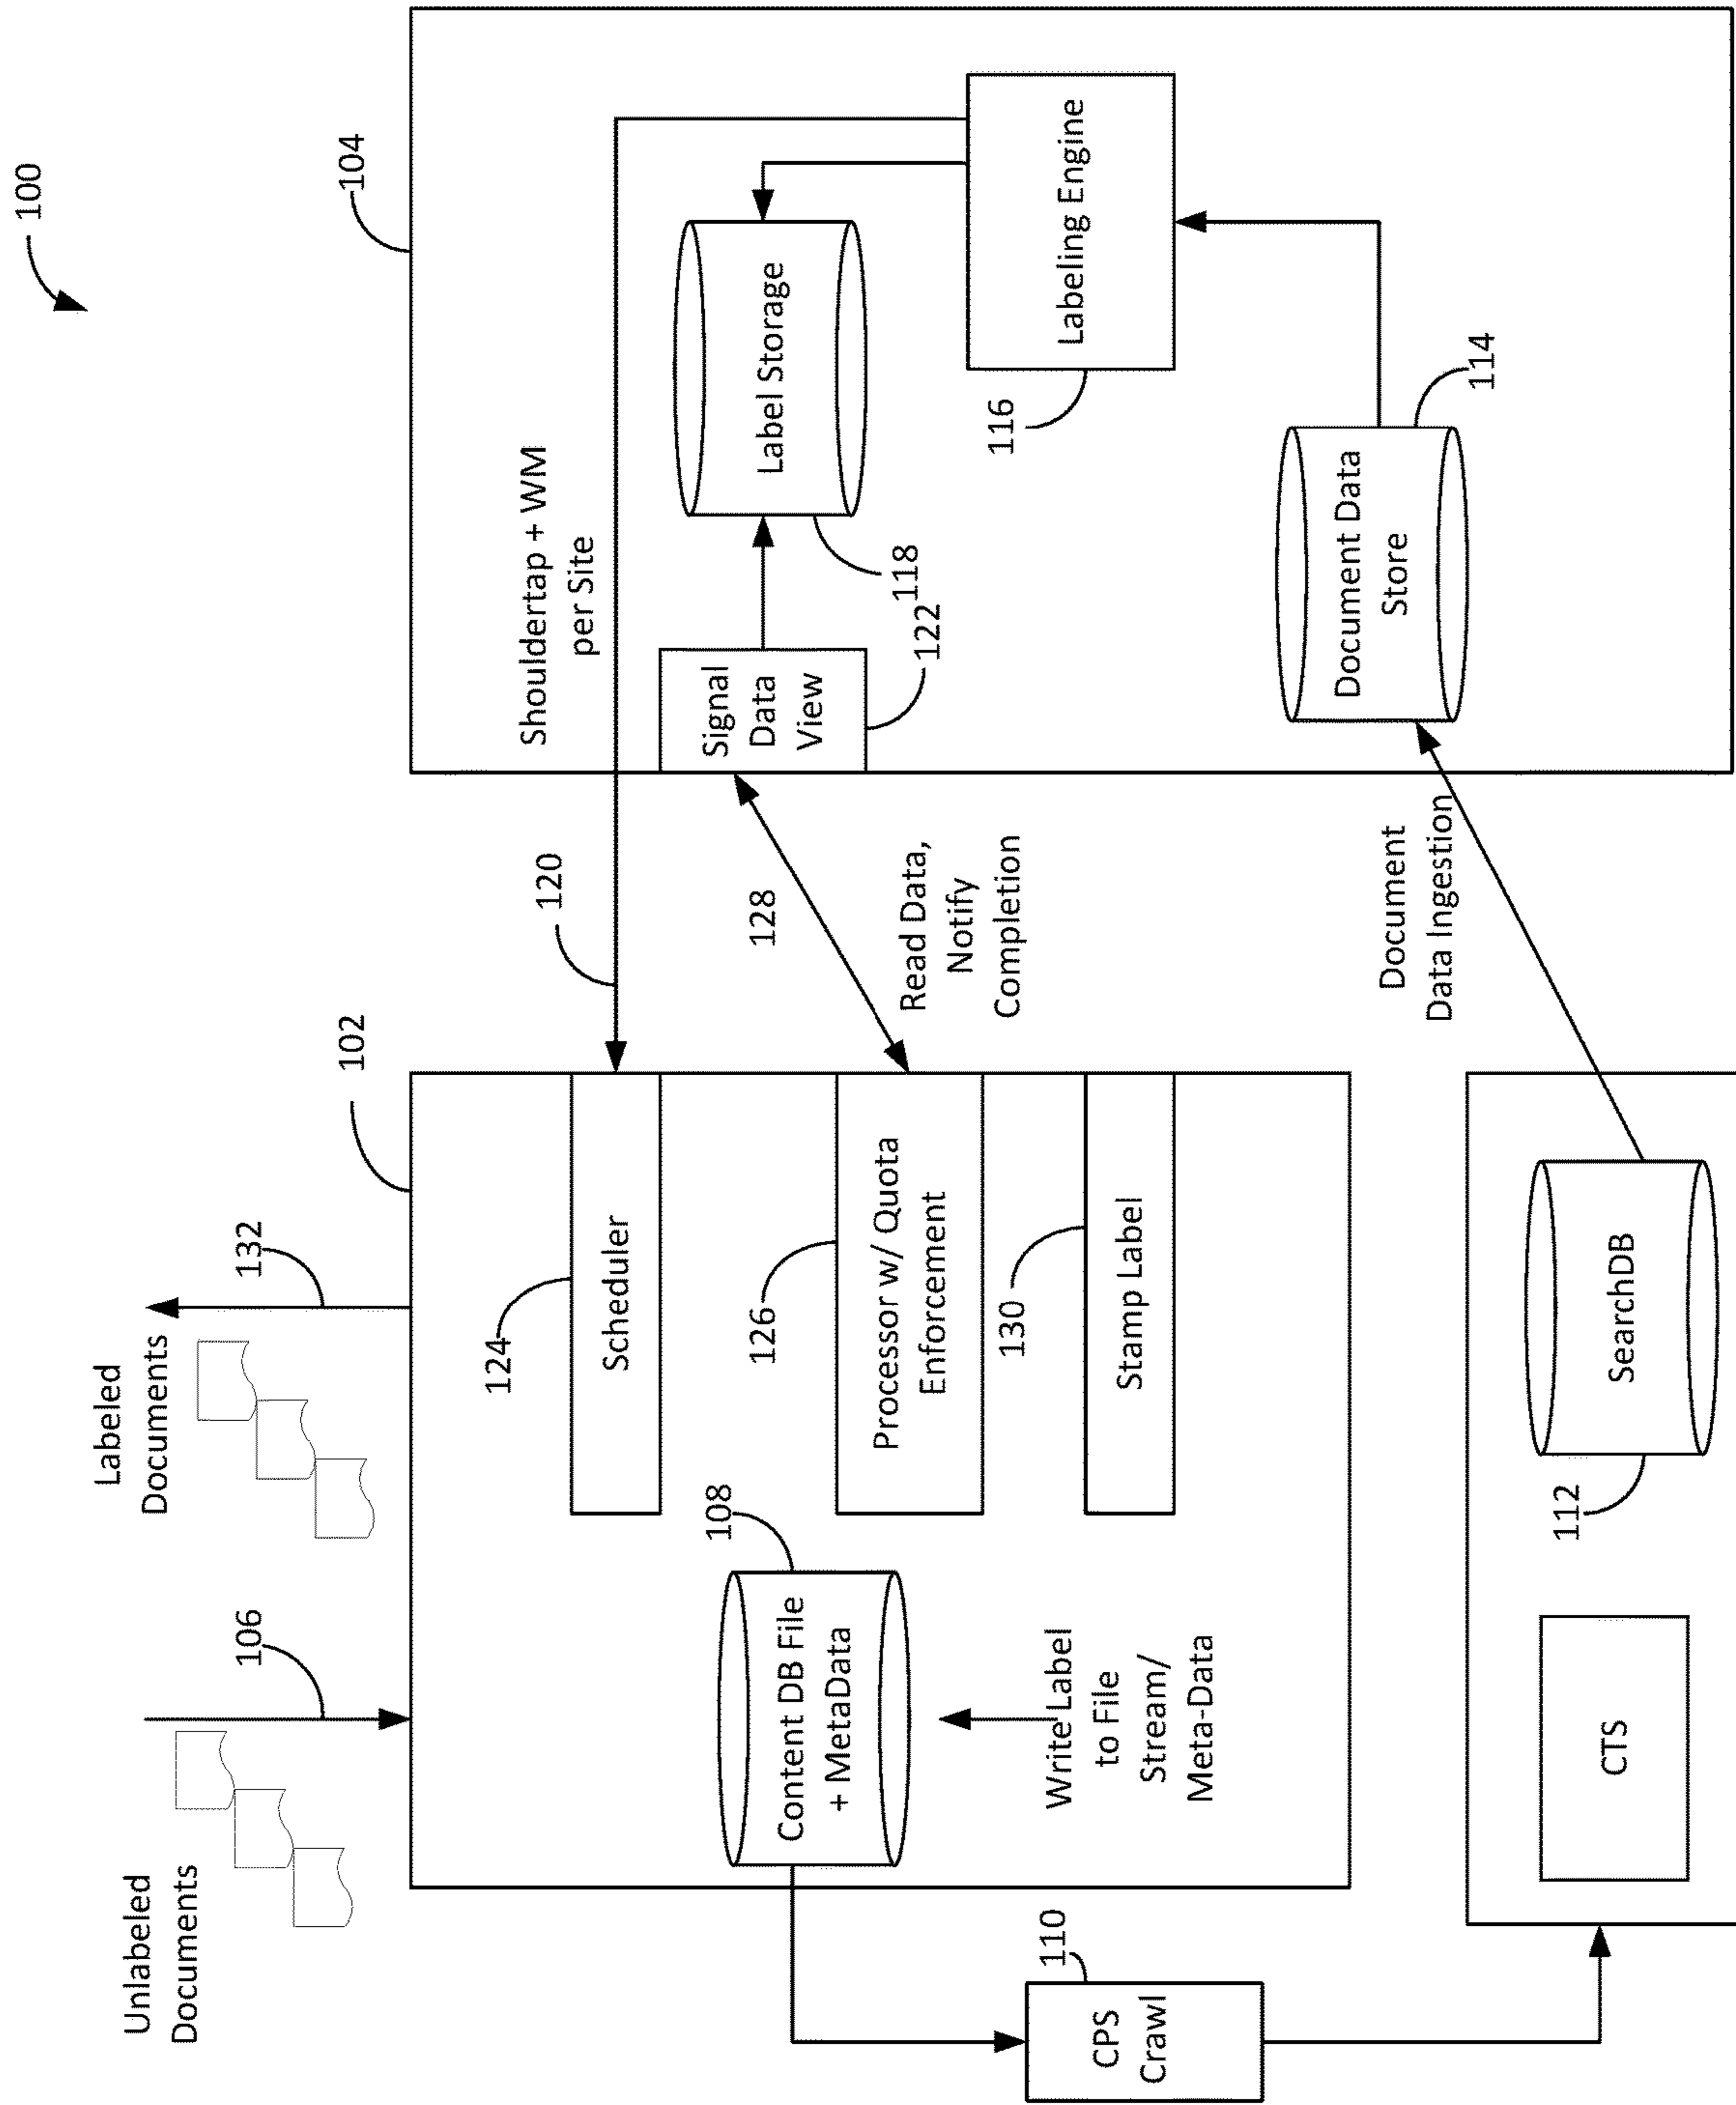 100
Unlabeled
Documents
106
Labeled
Documents
132
102
104
120
Shouldertap + WM
per Site
124
Scheduler
108
Content DB File
+ MetaData
126
Processor w/ Quota
Enforcement
128
Read Data,
Notify
Completion
Signal
Data
View
122
118
Label Storage
116
Labeling Engine
130
Stamp Label
Write Label
to File
Stream/
Meta-Data
110
CPS
Crawl
CTS
112
SearchDB
Document
Data Ingestion
Document Data
Store
114